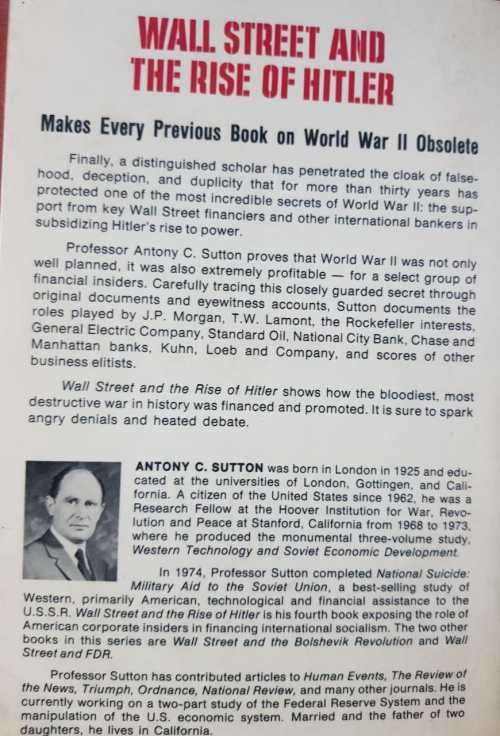 WALL STREET AND
THE RISE OF HITLER
Makes Every Previous Book on World War II Obsolete
Finally, a distinguished scholar has penetrated the cloak of false-
hood, deception, and duplicity that for more than thirty years has
protected one of the most incredible secrets of World War II: the sup-
port from key Wall Street financiers and other international bankers in
subsidizing Hitler's rise to power.
Professor Antony C. Sutton proves that World War II was not only
well planned, it was also extremely profitable — for a select group of
financial insiders. Carefully tracing this closely guarded secret through
original documents and eyewitness accounts, Sutton documents the
roles played by J.P. Morgan, T.W. Lamont, the Rockefeller interests,
General Electric Company, Standard Oil, National City Bank, Chase and
Manhattan banks, Kuhn, Loeb and Company, and scores of other
business elitists.
Wall Street and the Rise of Hitler shows how the bloodiest, most
destructive war in history was financed and promoted. It is sure to spark
angry denials and heated debate.
ANTONY C. SUTTON was born in London in 1925 and edu-
cated at the universities of London, Gottingen, and Cali-
fornia. A citizen of the United States since 1962, he was a
Research Fellow at the Hoover Institution for War, Revo-
lution and Peace at Stanford, California from 1968 to 1973,
where he produced the monumental three-volume study,
Western Technology and Soviet Economic Development.
In 1974, Professor Sutton completed National Suicide:
Military Aid to the Soviet Union, a best-selling study of
Western, primarily American, technological and financial assistance to the
U.S.S.R. Wall Street and the Rise of Hitler is his fourth book exposing the role of
American corporate insiders in financing international socialism. The two other
books in this series are Wall Street and the Bolshevik Revolution and Wall
Street and FDR.
Professor Sutton has contributed articles to Human Events, The Review of
the News, Triumph, Ordnance, National Review, and many other journals. He is
currently working on a two-part study of the Federal Reserve System and the
manipulation of the U.S. economic system. Married and the father of two
daughters, he lives in California.